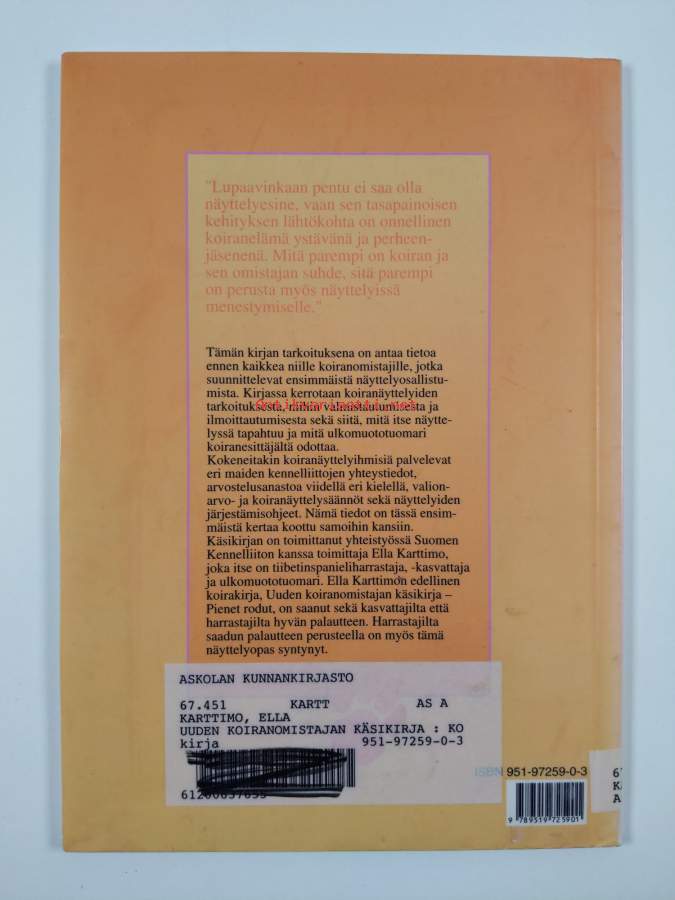 "Lupaavinkaan pentu ei saa olla
näyttelyesine, vaan sen tasapainoisen
kehityksen lähtökohta on onnellinen
koiranelämä ystävänä ja perheen-
jäsenenä. Mitä parempi on koiran ja
sen omistajan suhde, sitä parempi
on perusta myös näyttelyissä
menestymiselle."
Tämän kirjan tarkoituksena on antaa tietoa
ennen kaikkea niille koiranomistajille, jotka
suunnittelevat ensimmäistä näyttelyosallistu-
mista. Kirjassa kerrotaan koiranäyttelyiden
tarkoituksesta, niihin valmistautumisesta ja
Antikvariaatti.net
ilmoittautumisesta sekä siitä, mitä itse näytte-
lyssä tapahtuu ja mitä ulkomuototuomari
koiranesittäjältä odottaa.
Kokeneitakin koiranäyttelyihmisiä palvelevat
eri maiden kennelliittojen yhteystiedot,
arvostelusanastoa viidellä eri kielellä, valion-
arvo- ja koiranäyttelysäännöt sekä näyttelyiden
järjestämisohjeet. Nämä tiedot on tässä ensim-
mäistä kertaa koottu samoihin kansiin.
Käsikirjan on toimittanut yhteistyössä Suomen
Kennelliiton kanssa toimittaja Ella Karttimo,
joka itse on tiibetinspanieliharrastaja, -kasvattaja
ja ulkomuototuomari. Ella Karttimon edellinen
koirakirja, Uuden koiranomistajan käsikirja –
Pienet rodut, on saanut sekä kasvattajilta että
harrastajilta hyvän palautteen. Harrastajilta
saadun palautteen perusteella on myös tämä
näyttelyopas syntynyt.
ASKOLAN KUNNANKIRJASTO
67.451 KARTT AS A
KARTTIMO, ELLA
UUDEN KOIRANOMISTAJAN KÄSIKIRJA : KO
kirja 951-97259-0-3
ISBN 951-97259-0-3
9 789519 725901